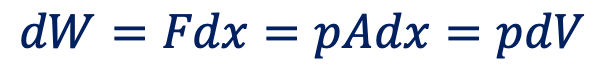 dW = Fdx = pAdx = pdV